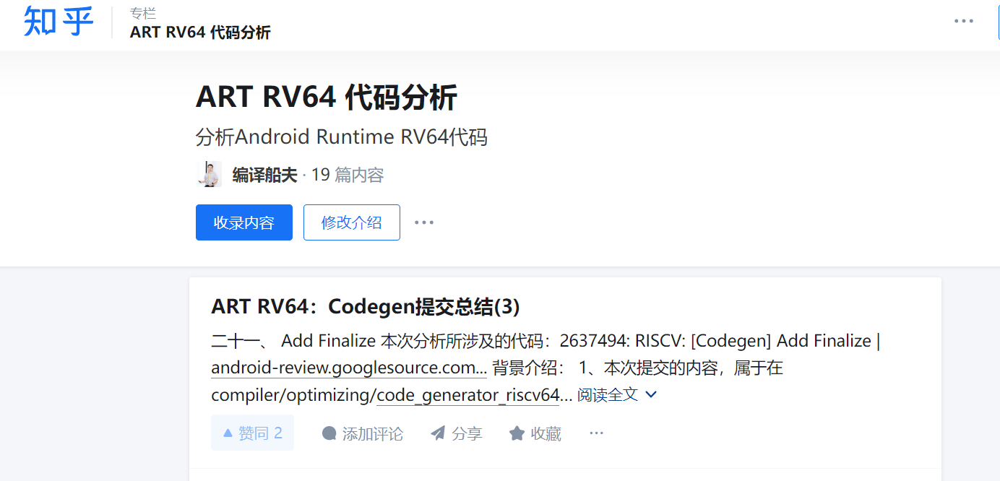 知乎
专栏
ART RV64 代码分析
ART RV64 代码分析
分析Android Runtime RV64代码
编译船夫 · 19 篇内容
收录内容
修改介绍
ART RV64：Codegen提交总结(3)
二十一、 Add Finalize 本次分析所涉及的代码：2637494: RISCV: [Codegen] Add Finalize |
android-review.googlesource.com... 背景介绍： 1、本次提交的内容，属于在
compiler/optimizing/code_generator_riscv64... 阅读全文
赞同 2
添加评论
分享
收藏